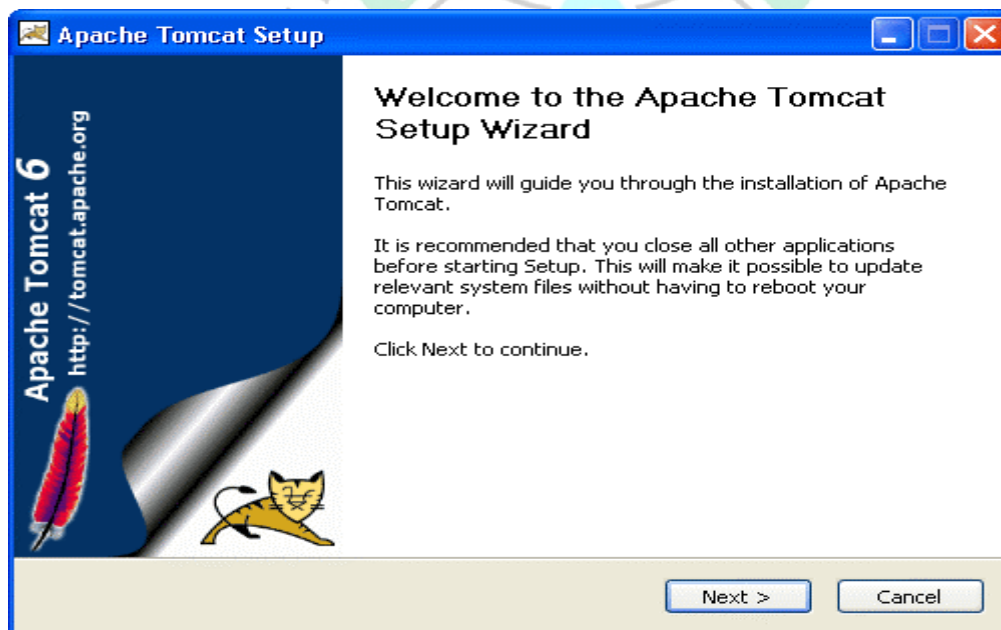 Apache Tomcat Setup
Apache Tomcat 6
http://tomcat.apache.org
Welcome to the Apache Tomcat
Setup Wizard
This wizard will guide you through the installation of Apache
Tomcat.
It is recommended that you close all other applications
before starting Setup. This will make it possible to update
relevant system files without having to reboot your
computer.
Click Next to continue.
Next >
Cancel